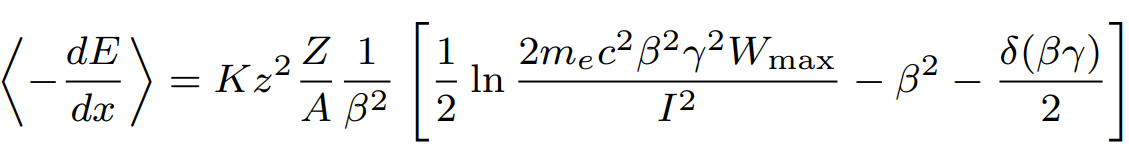 ⟨−dE/dx⟩ = Kz² Z/A 1/β² [1/2 ln 2mₑc²β²γ²W_max/I² − β² − δ(βγ)/2]